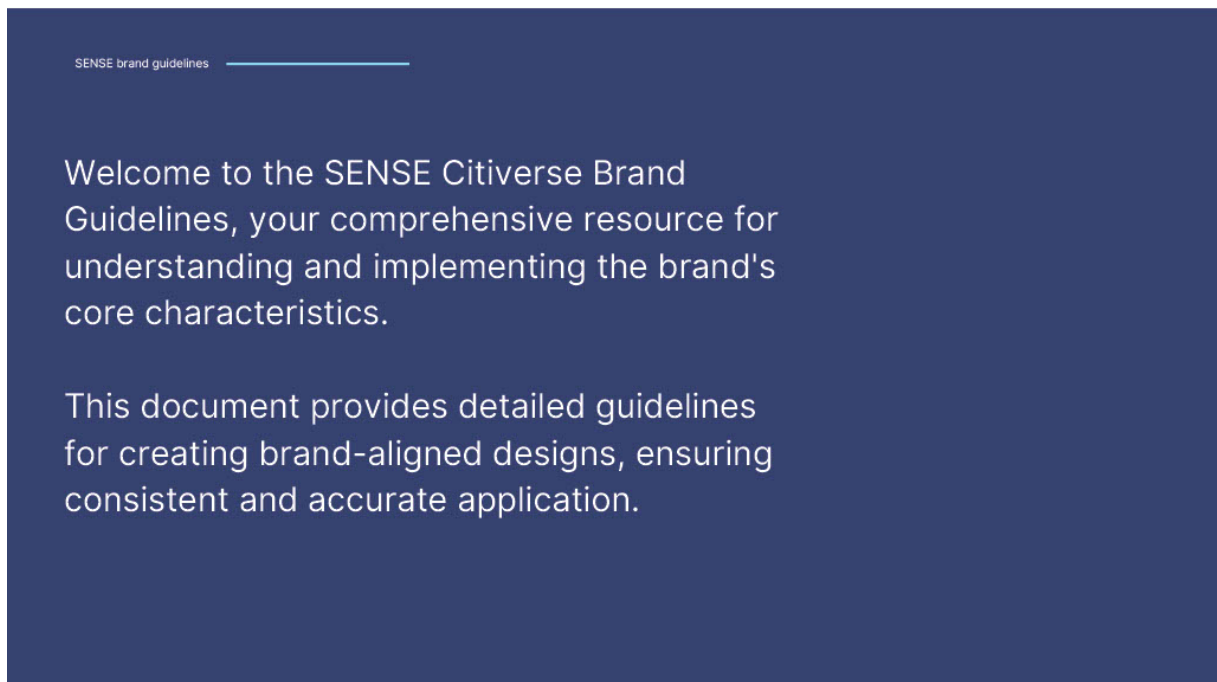 SENSE brand guidelines
Welcome to the SENSE Citiverse Brand
Guidelines, your comprehensive resource for
understanding and implementing the brand's
core characteristics.
This document provides detailed guidelines
for creating brand-aligned designs, ensuring
consistent and accurate application.